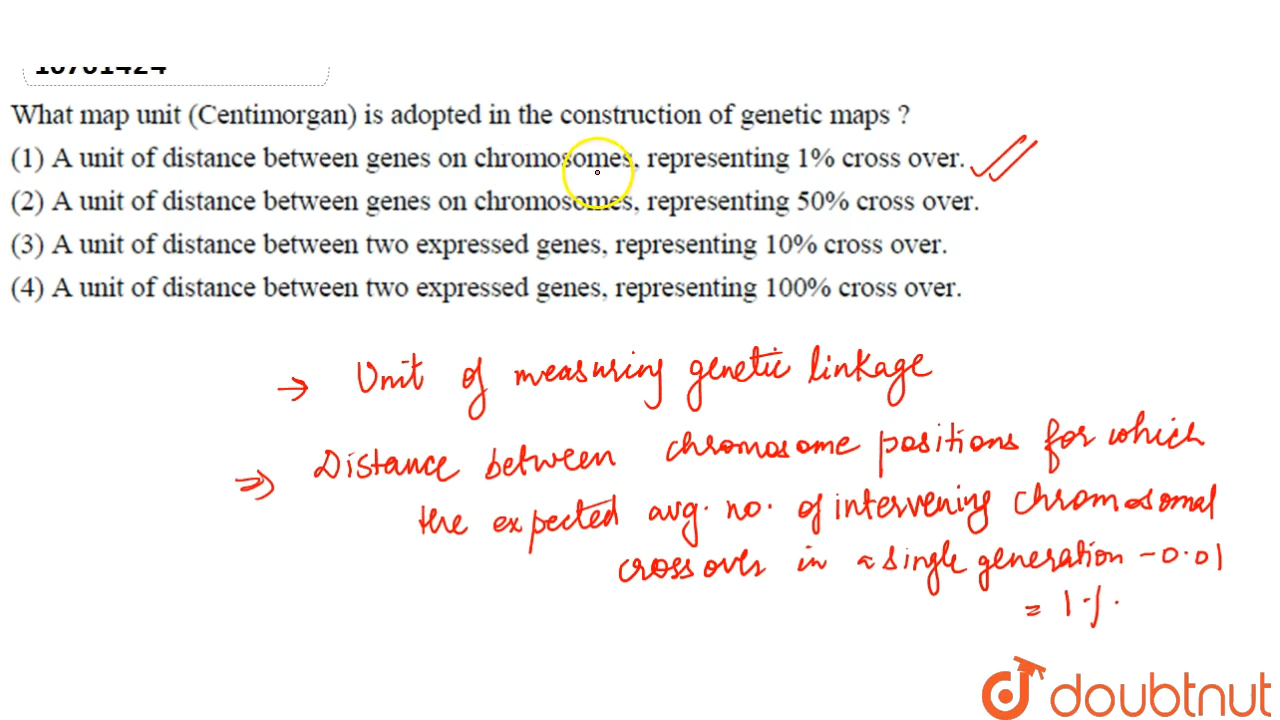 10701424
What map unit (Centimorgan) is adopted in the construction of genetic maps ?
(1) A unit of distance between genes on chromosomes, representing 1% cross over.
(2) A unit of distance between genes on chromosomes, representing 50% cross over.
(3) A unit of distance between two expressed genes, representing 10% cross over.
(4) A unit of distance between two expressed genes, representing 100% cross over.
→ Unit of measuring genetic linkage
⇒ Distance between chromosome positions for which
the expected avg. no. of intervening chromosomal
crossover in a single generation - 0.01
= 1%.
doubtnut